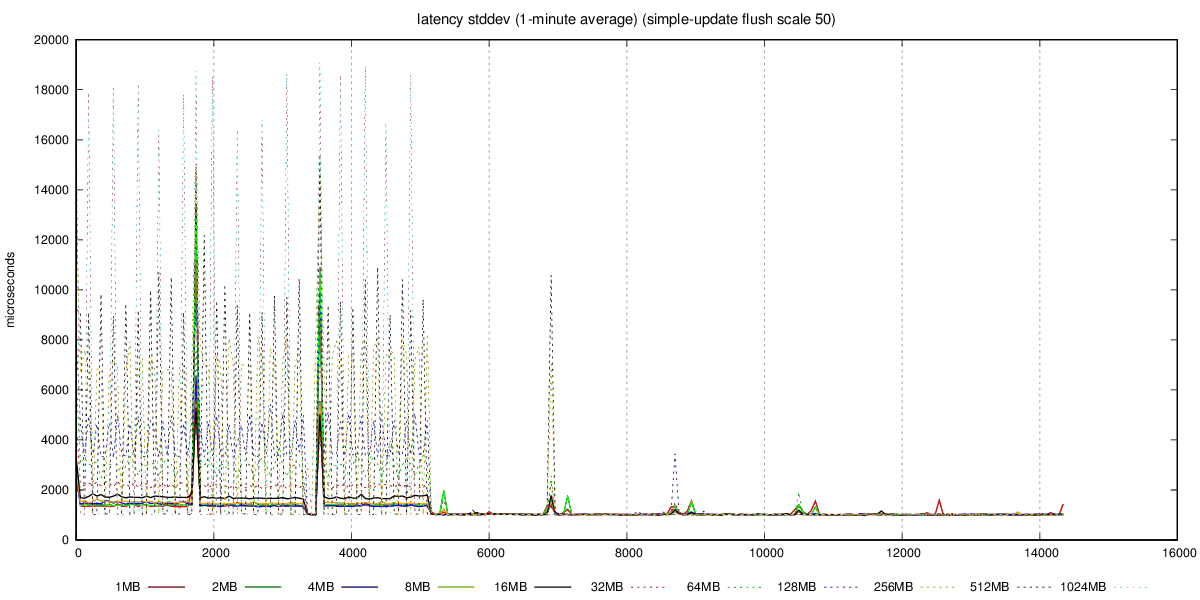 latency stddev (1-minute average) (simple-update flush scale 50)
20000
18000
16000
14000
12000
10000
8000
6000
4000
2000
0
microseconds
0 2000 4000 6000 8000 10000 12000 14000 16000
1MB 2MB 4MB 8MB 16MB 32MB 64MB 128MB 256MB 512MB 1024MB